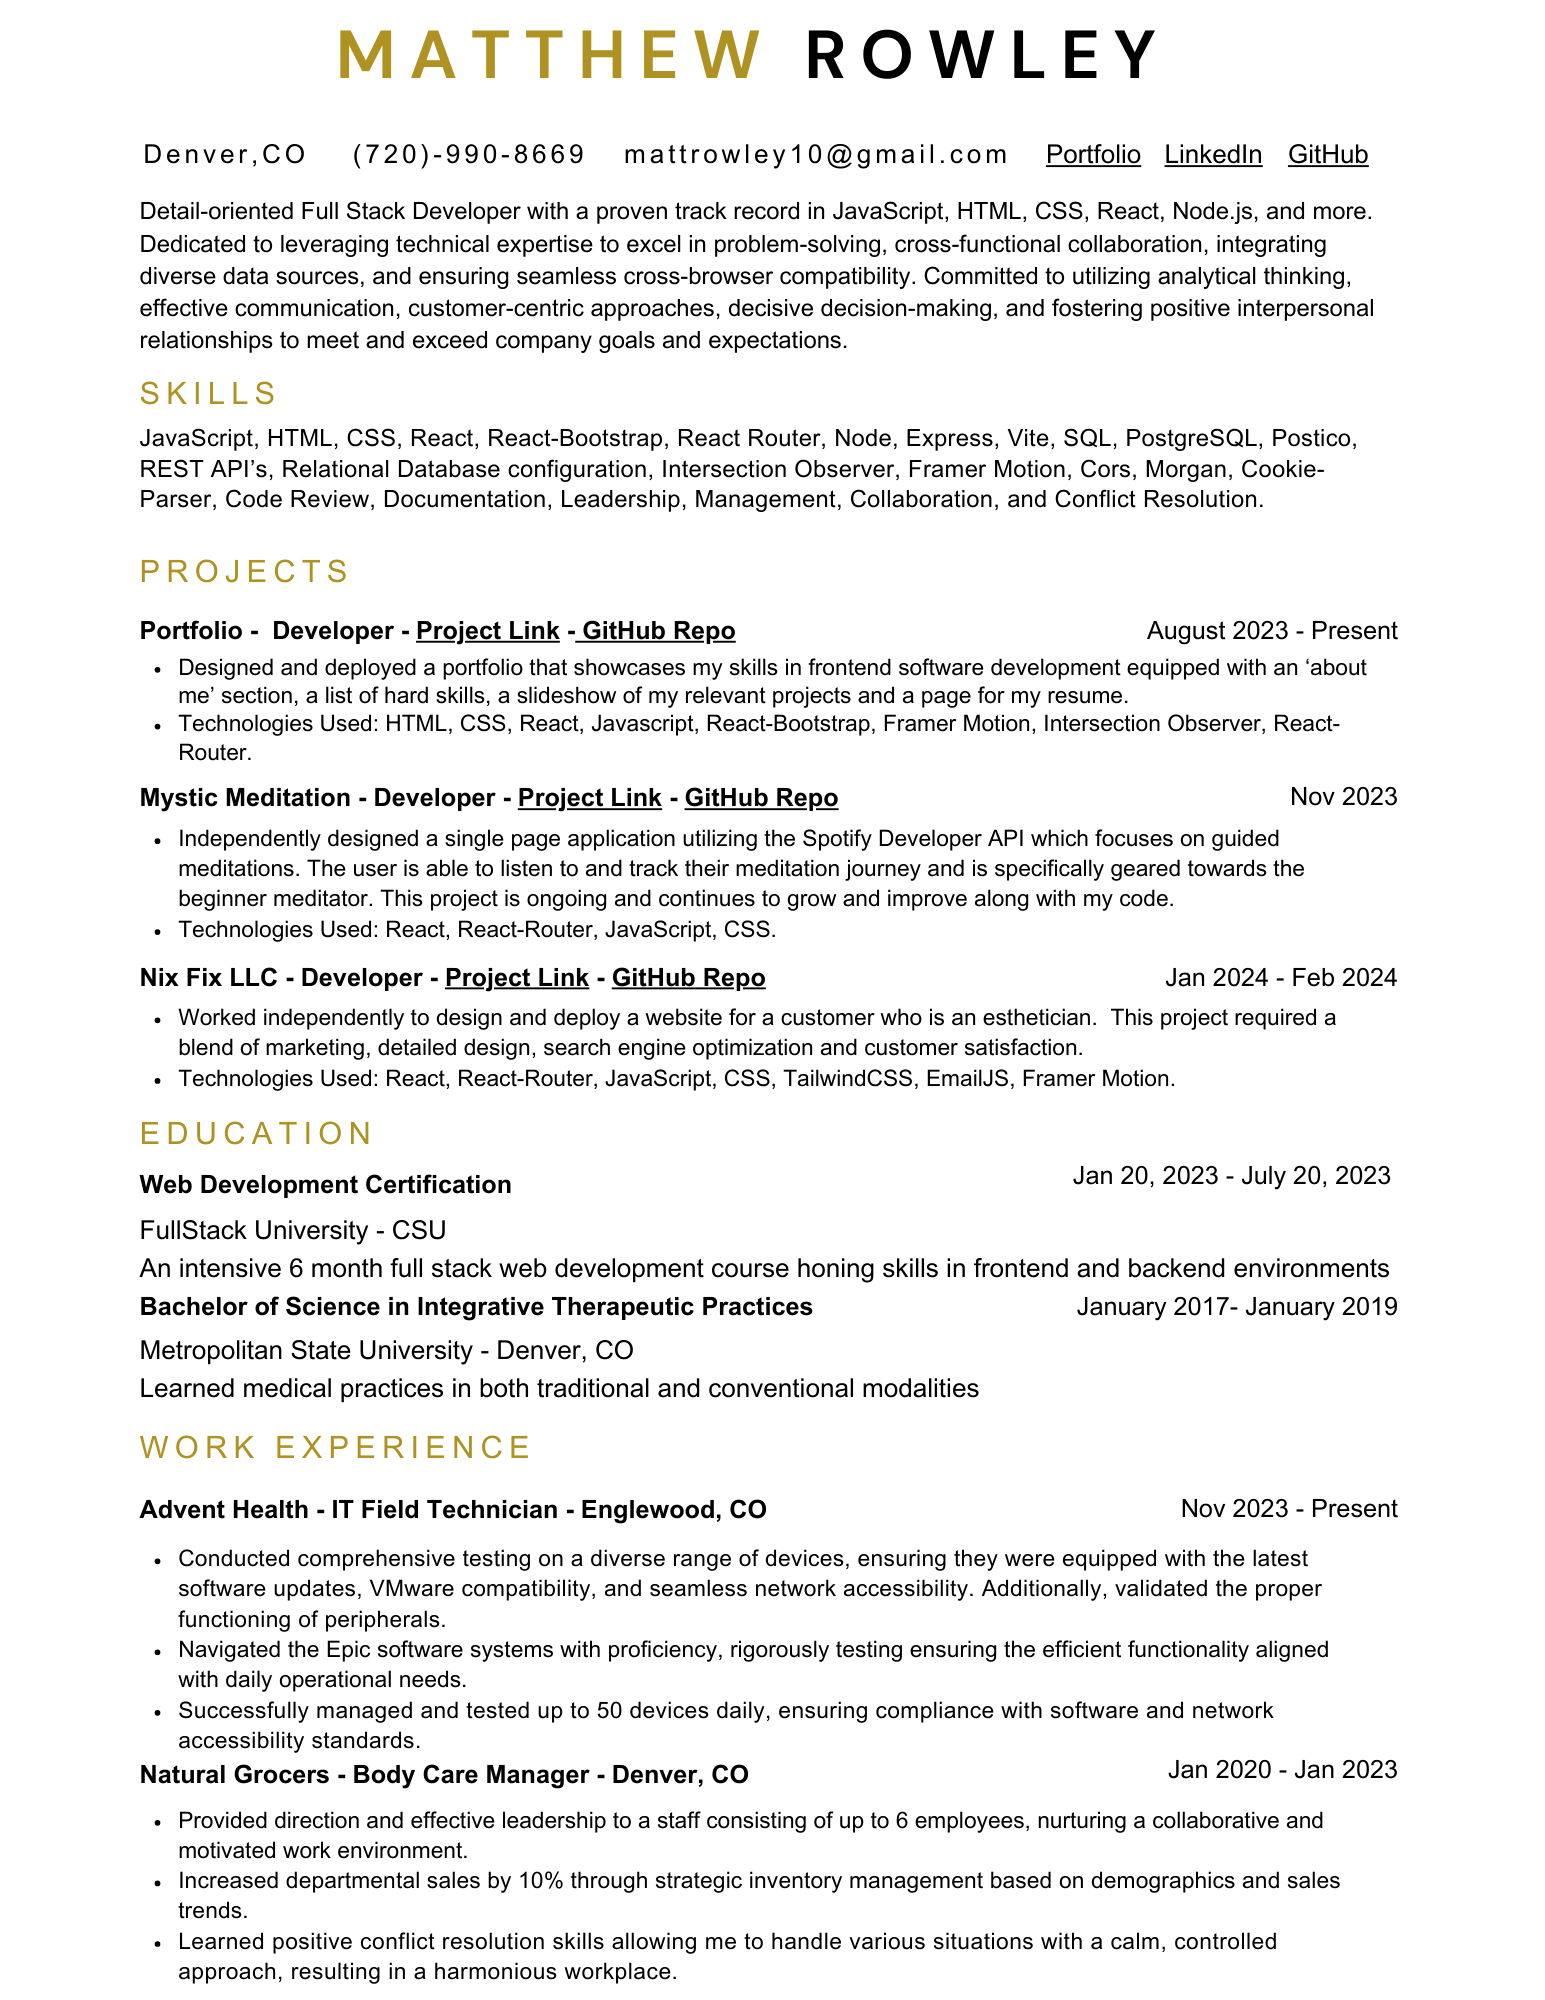 MATTHEW ROWLEY
Denver,CO (720)-990-8669 mattrowley10@gmail.com Portfolio LinkedIn GitHub
Detail-oriented Full Stack Developer with a proven track record in JavaScript, HTML, CSS, React, Node.js, and more.
Dedicated to leveraging technical expertise to excel in problem-solving, cross-functional collaboration, integrating
diverse data sources, and ensuring seamless cross-browser compatibility. Committed to utilizing analytical thinking,
effective communication, customer-centric approaches, decisive decision-making, and fostering positive interpersonal
relationships to meet and exceed company goals and expectations.
SKILLS
JavaScript, HTML, CSS, React, React-Bootstrap, React Router, Node, Express, Vite, SQL, PostgreSQL, Postico,
REST API’s, Relational Database configuration, Intersection Observer, Framer Motion, Cors, Morgan, Cookie-
Parser, Code Review, Documentation, Leadership, Management, Collaboration, and Conflict Resolution.
PROJECTS
Portfolio - Developer - Project Link - GitHub Repo August 2023 - Present
• Designed and deployed a portfolio that showcases my skills in frontend software development equipped with an ‘about
me’ section, a list of hard skills, a slideshow of my relevant projects and a page for my resume.
• Technologies Used: HTML, CSS, React, Javascript, React-Bootstrap, Framer Motion, Intersection Observer, React-
Router.
Mystic Meditation - Developer - Project Link - GitHub Repo Nov 2023
• Independently designed a single page application utilizing the Spotify Developer API which focuses on guided
meditations. The user is able to listen to and track their meditation journey and is specifically geared towards the
beginner meditator. This project is ongoing and continues to grow and improve along with my code.
• Technologies Used: React, React-Router, JavaScript, CSS.
Nix Fix LLC - Developer - Project Link - GitHub Repo Jan 2024 - Feb 2024
• Worked independently to design and deploy a website for a customer who is an esthetician. This project required a
blend of marketing, detailed design, search engine optimization and customer satisfaction.
• Technologies Used: React, React-Router, JavaScript, CSS, TailwindCSS, EmailJS, Framer Motion.
EDUCATION
Web Development Certification Jan 20, 2023 - July 20, 2023
FullStack University - CSU
An intensive 6 month full stack web development course honing skills in frontend and backend environments
Bachelor of Science in Integrative Therapeutic Practices January 2017- January 2019
Metropolitan State University - Denver, CO
Learned medical practices in both traditional and conventional modalities
WORK EXPERIENCE
Advent Health - IT Field Technician - Englewood, CO Nov 2023 - Present
• Conducted comprehensive testing on a diverse range of devices, ensuring they were equipped with the latest
software updates, VMware compatibility, and seamless network accessibility. Additionally, validated the proper
functioning of peripherals.
• Navigated the Epic software systems with proficiency, rigorously testing ensuring the efficient functionality aligned
with daily operational needs.
• Successfully managed and tested up to 50 devices daily, ensuring compliance with software and network
accessibility standards.
Natural Grocers - Body Care Manager - Denver, CO Jan 2020 - Jan 2023
• Provided direction and effective leadership to a staff consisting of up to 6 employees, nurturing a collaborative and
motivated work environment.
• Increased departmental sales by 10% through strategic inventory management based on demographics and sales
trends.
• Learned positive conflict resolution skills allowing me to handle various situations with a calm, controlled
approach, resulting in a harmonious workplace.